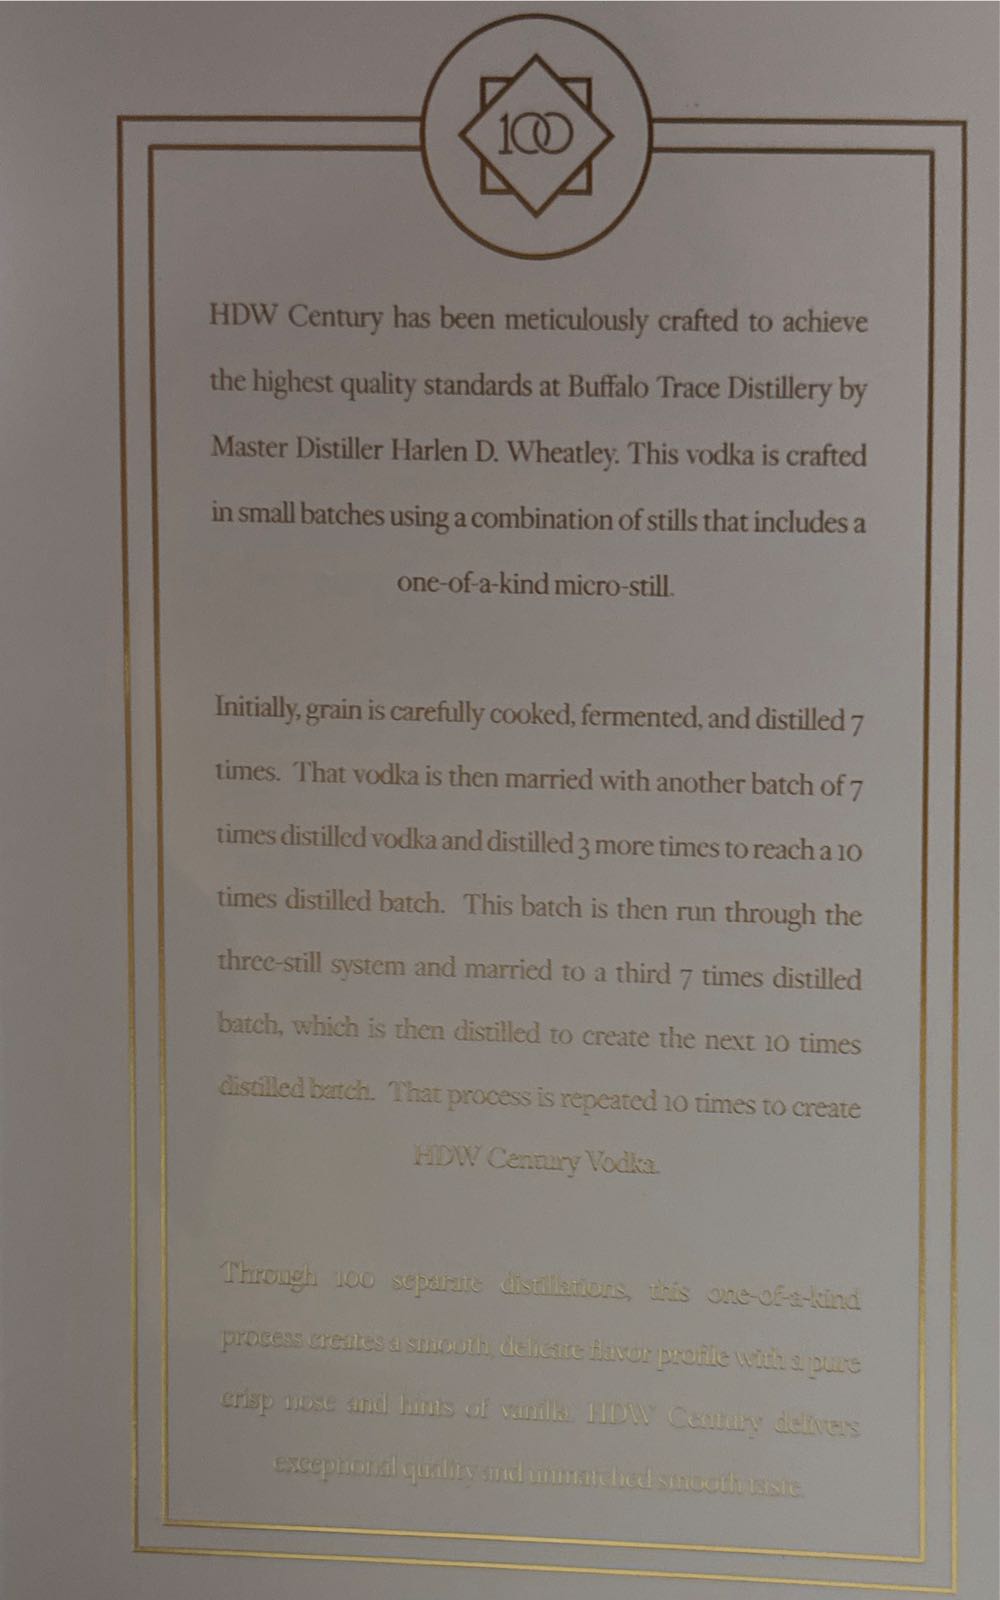 100
HDW Century has been meticulously crafted to achieve
the highest quality standards at Buffalo Trace Distillery by
Master Distiller Harlen D. Wheatley. This vodka is crafted
in small batches using a combination of stills that includes a
one-of-a-kind micro-still.
Initially, grain is carefully cooked, fermented, and distilled 7
times. That vodka is then married with another batch of 7
times distilled vodka and distilled 3 more times to reach a 10
times distilled batch. This batch is then run through the
three-still system and married to a third 7 times distilled
batch, which is then distilled to create the next 10 times
distilled batch. That process is repeated 10 times to create
HDW Century Vodka.
Through 100 separate distillations, this one-of-a-kind
process creates a smooth, delicate flavor profile with a pure
crisp nose and hints of vanilla. HDW Century delivers
exceptional quality and unmatched smooth taste.